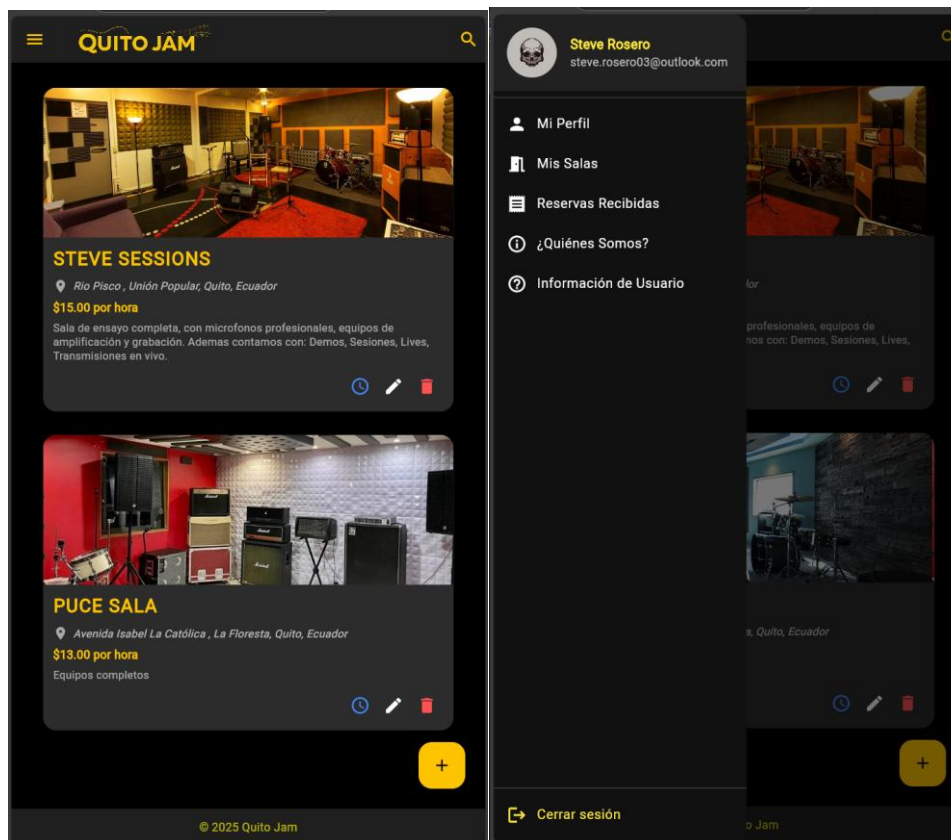 QUITO JAM
STEVE SESSIONS
Rio Pisco , Unión Popular, Quito, Ecuador
$15.00 por hora
Sala de ensayo completa, con microfonos profesionales, equipos de
amplificación y grabación. Ademas contamos con: Demos, Sesiones, Lives,
Transmisiones en vivo.
PUCE SALA
Avenida Isabel La Católica , La Floresta, Quito, Ecuador
$13.00 por hora
Equipos completos
+
© 2025 Quito Jam
Steve Rosero
steve.rosero03@outlook.com
Mi Perfil
Mis Salas
Reservas Recibidas
¿Quiénes Somos?
Información de Usuario
profesionales, equipos de
nos con: Demos, Sesiones, Lives,
a, Quito, Ecuador
+
Cerrar sesión
o Jam